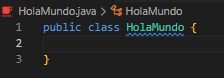 HolaMundo.java > HolaMundo
1 public class HolaMundo {
2
3 }